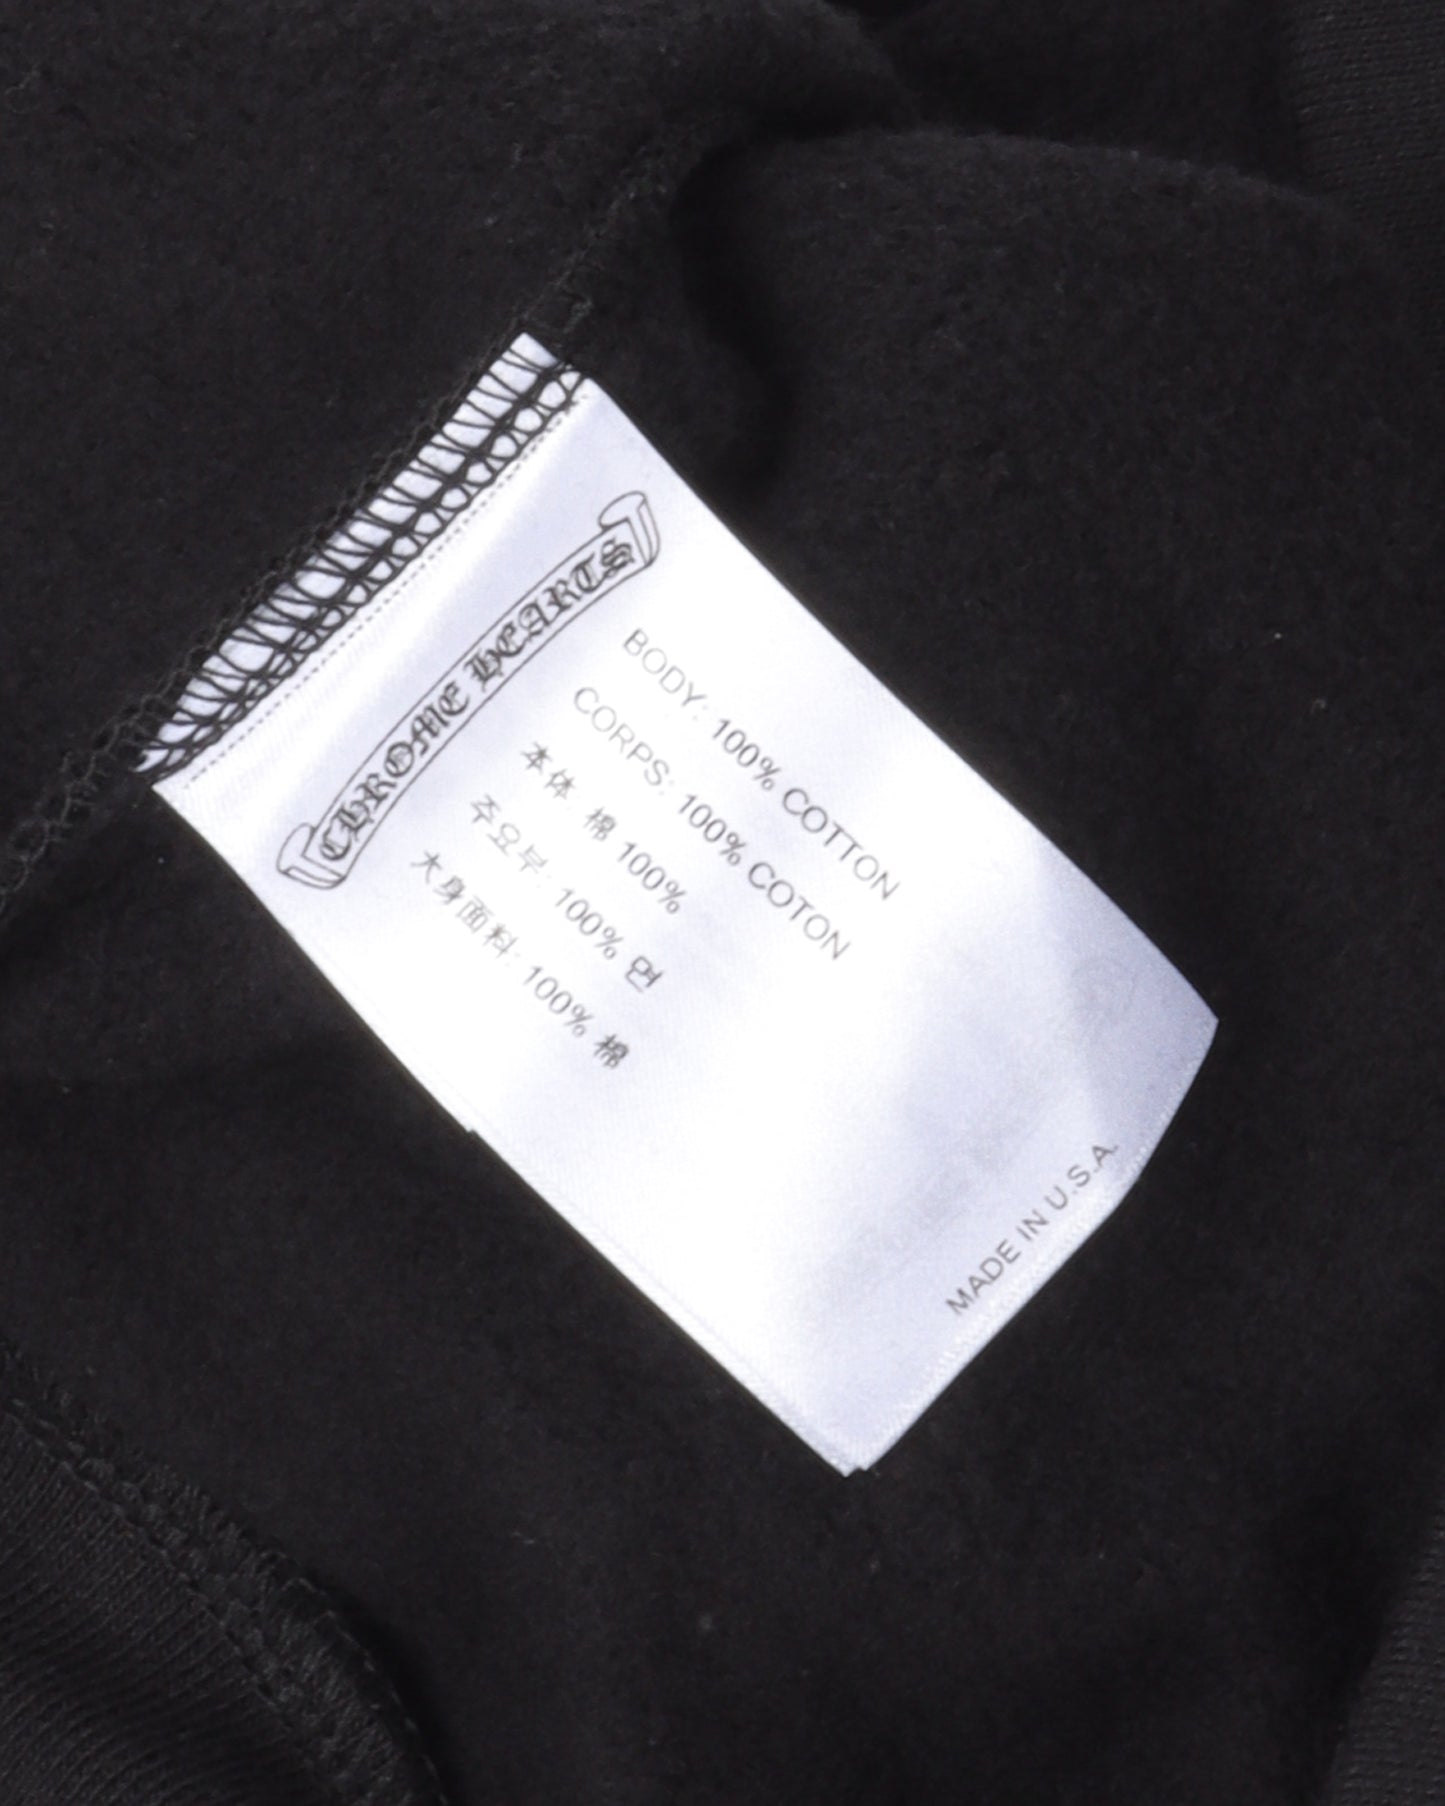 CHROME HEARTS
BODY: 100% COTTON
CORPS: 100% COTON
本体: 棉 100%
주요부: 100% 면
大身面料: 100% 棉
MADE IN U.S.A.